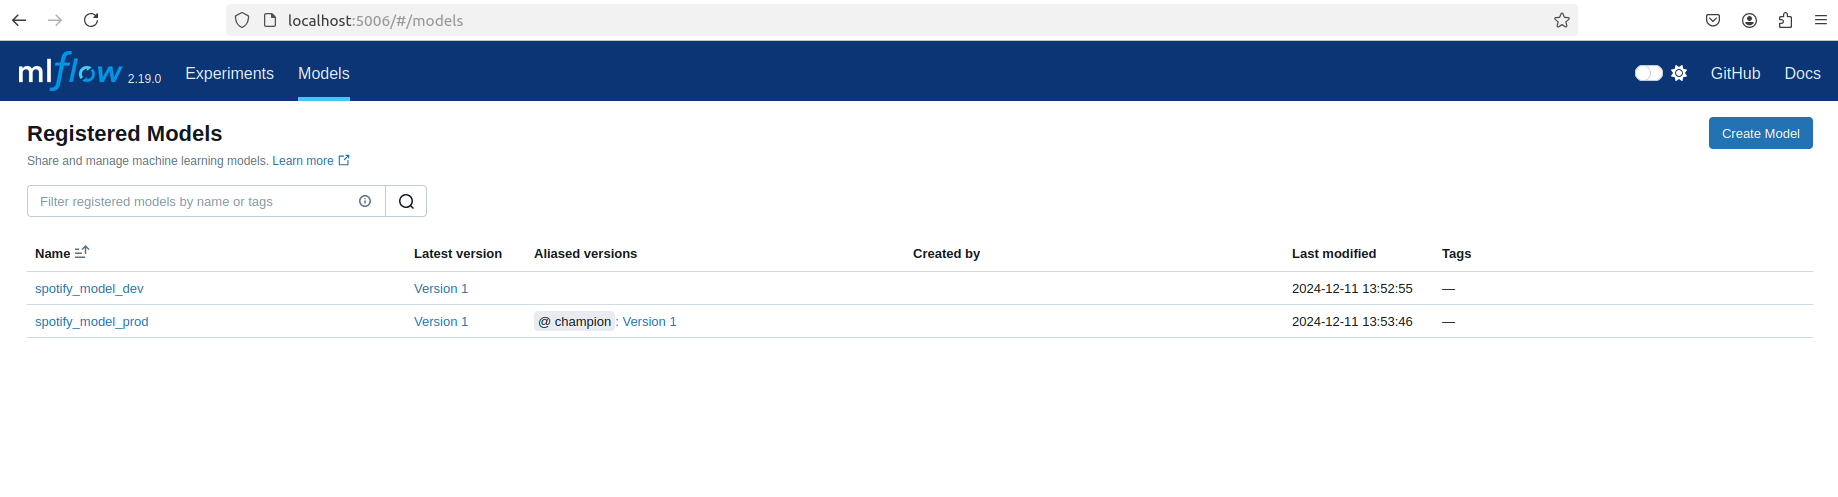 localhost:5006/#/models
mlflow 2.19.0 Experiments Models GitHub Docs
Registered Models
Create Model
Share and manage machine learning models. Learn more
Filter registered models by name or tags
Name Latest version Aliased versions Created by Last modified Tags
spotify_model_dev Version 1 2024-12-11 13:52:55 —
spotify_model_prod Version 1 @ champion : Version 1 2024-12-11 13:53:46 —